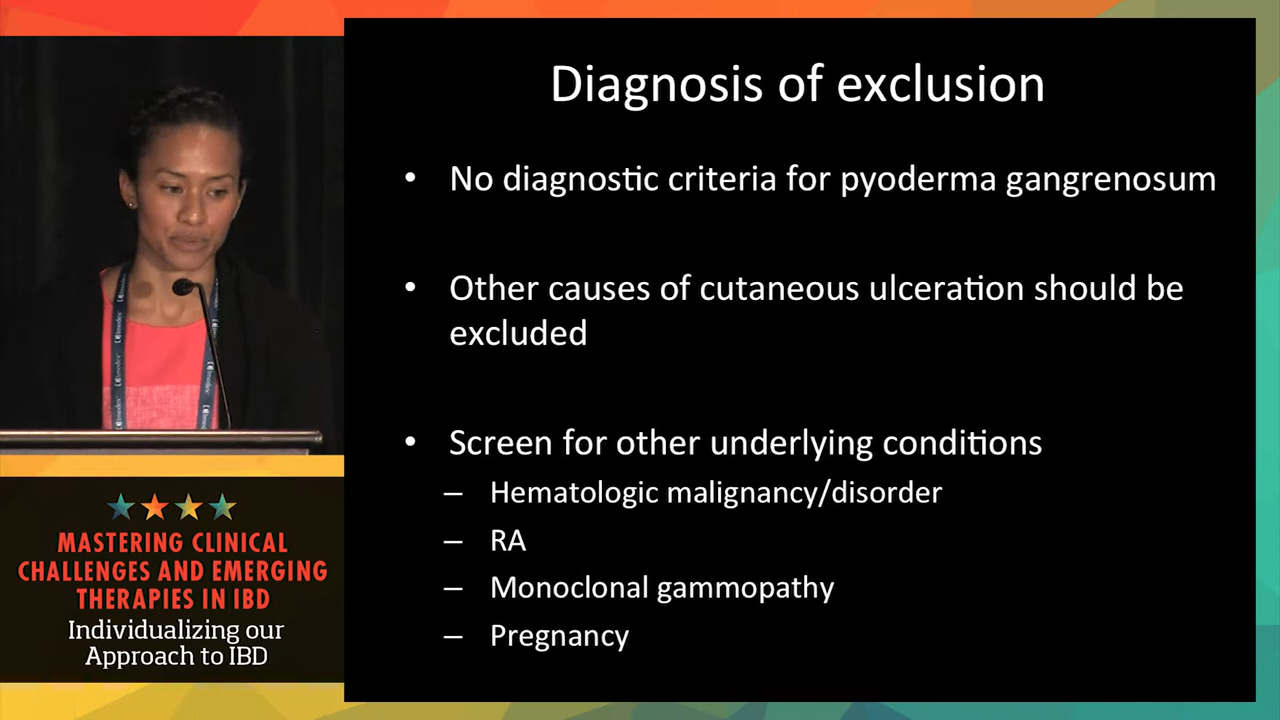 Diagnosis of exclusion
• No diagnostic criteria for pyoderma gangrenosum
• Other causes of cutaneous ulceration should be
excluded
• Screen for other underlying conditions
– Hematologic malignancy/disorder
– RA
– Monoclonal gammopathy
– Pregnancy
MASTERING CLINICAL
CHALLENGES AND EMERGING
THERAPIES IN IBD
Individualizing our
Approach to IBD